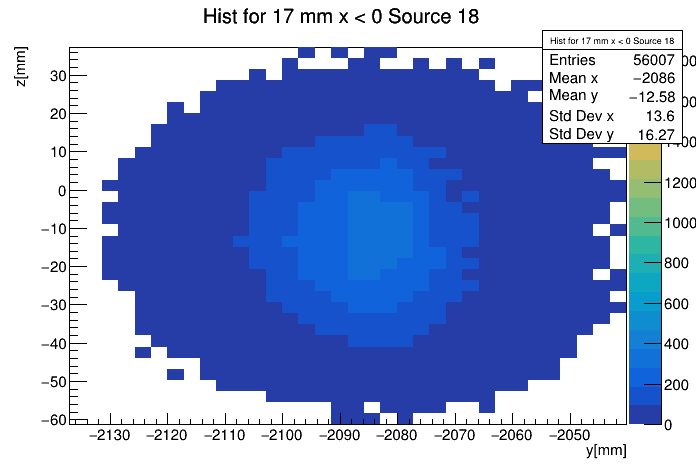 Hist for 17 mm x < 0 Source 18
Hist for 17 mm x < 0 Source 18
Entries 56007
Mean x −2086
Mean y −12.58
Std Dev x 13.6
Std Dev y 16.27
z[mm]
30
20
10
0
−10
−20
−30
−40
−50
−60
1200
1000
800
600
400
200
0
−2130 −2120 −2110 −2100 −2090 −2080 −2070 −2060 −2050
y[mm]